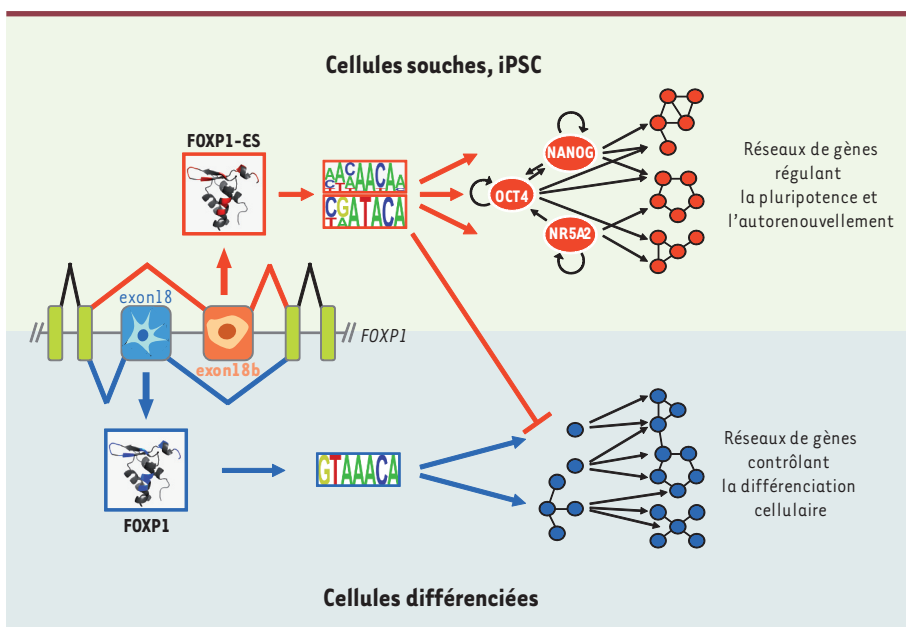 Cellules souches, iPSC
FOXP1-ES
NANOG
OCT4
NR5A2
Réseaux de gènes
régulant
la pluripotence et
l'autorenouvellement
GATACA
exon18
exon18b
FOXP1
FOXP1
GTAAACA
Réseaux de gènes
contrôlant
la différenciation
cellulaire
Cellules différenciées